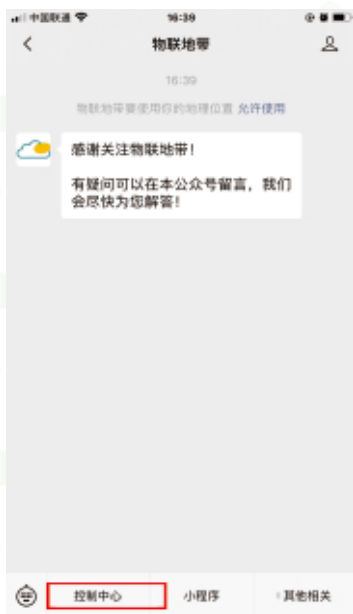 中国联通 16:39
物联地带
16:39
物联地带要使用你的地理位置 允许使用
感谢关注物联地带!
有疑问可以在本公众号留言，我们
会尽快为您解答!
控制中心 小程序 其他相关